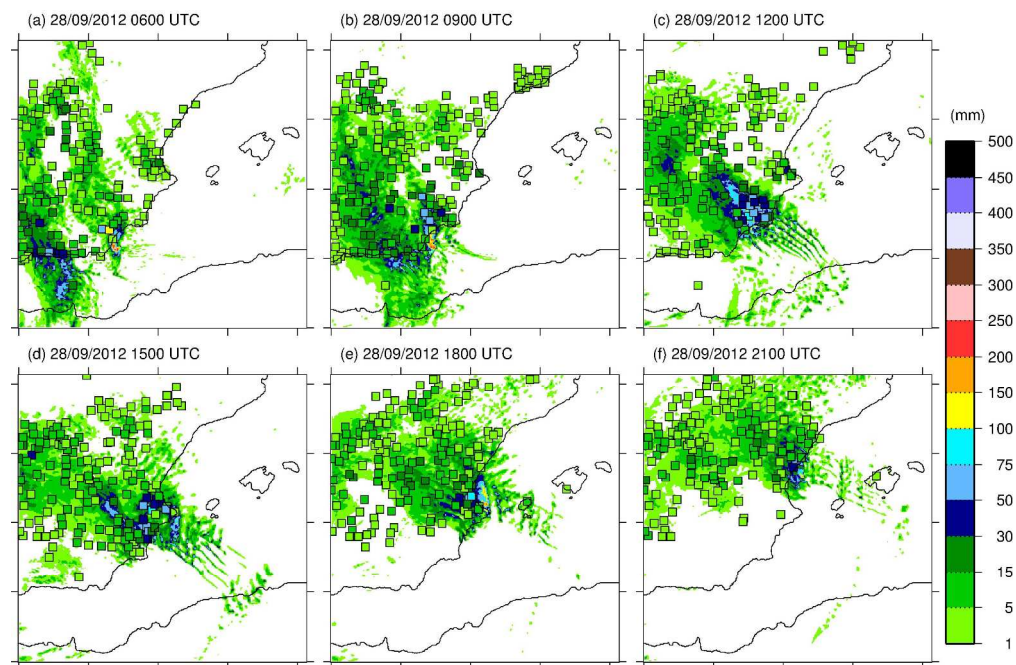 (a) 28/09/2012 0600 UTC
(b) 28/09/2012 0900 UTC
(c) 28/09/2012 1200 UTC
(mm)
500
450
400
350
300
250
200
150
100
75
50
30
15
5
1
(d) 28/09/2012 1500 UTC
(e) 28/09/2012 1800 UTC
(f) 28/09/2012 2100 UTC